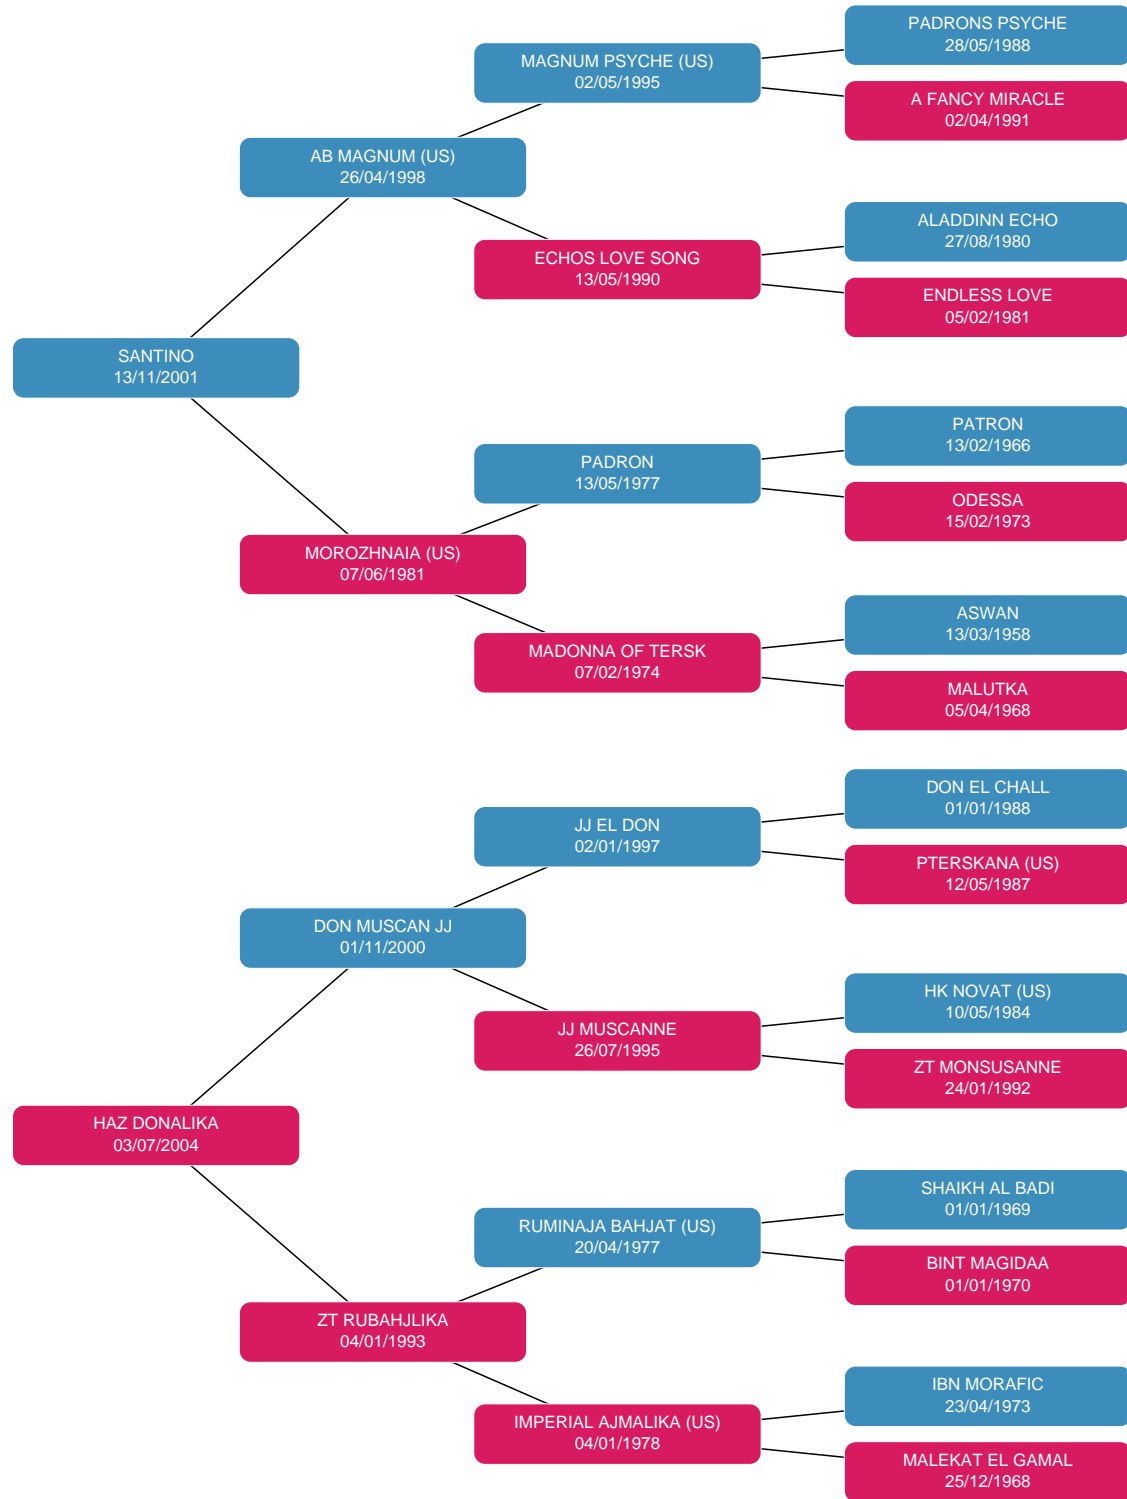 PADRONS PSYCHE
28/05/1988
MAGNUM PSYCHE (US)
02/05/1995
A FANCY MIRACLE
02/04/1991
AB MAGNUM (US)
26/04/1998
ALADDINN ECHO
27/08/1980
ECHOS LOVE SONG
13/05/1990
ENDLESS LOVE
05/02/1981
SANTINO
13/11/2001
PATRON
13/02/1966
PADRON
13/05/1977
ODESSA
15/02/1973
MOROZHNAIA (US)
07/06/1981
ASWAN
13/03/1958
MADONNA OF TERSK
07/02/1974
MALUTKA
05/04/1968
DON EL CHALL
01/01/1988
JJ EL DON
02/01/1997
PTERSKANA (US)
12/05/1987
DON MUSCAN JJ
01/11/2000
HK NOVAT (US)
10/05/1984
JJ MUSCANNE
26/07/1995
ZT MONSUSANNE
24/01/1992
HAZ DONALIKA
03/07/2004
SHAIKH AL BADI
01/01/1969
RUMINAJA BAHJAT (US)
20/04/1977
BINT MAGIDAA
01/01/1970
ZT RUBAHJLIKA
04/01/1993
IBN MORAFIC
23/04/1973
IMPERIAL AJMALIKA (US)
04/01/1978
MALEKAT EL GAMAL
25/12/1968